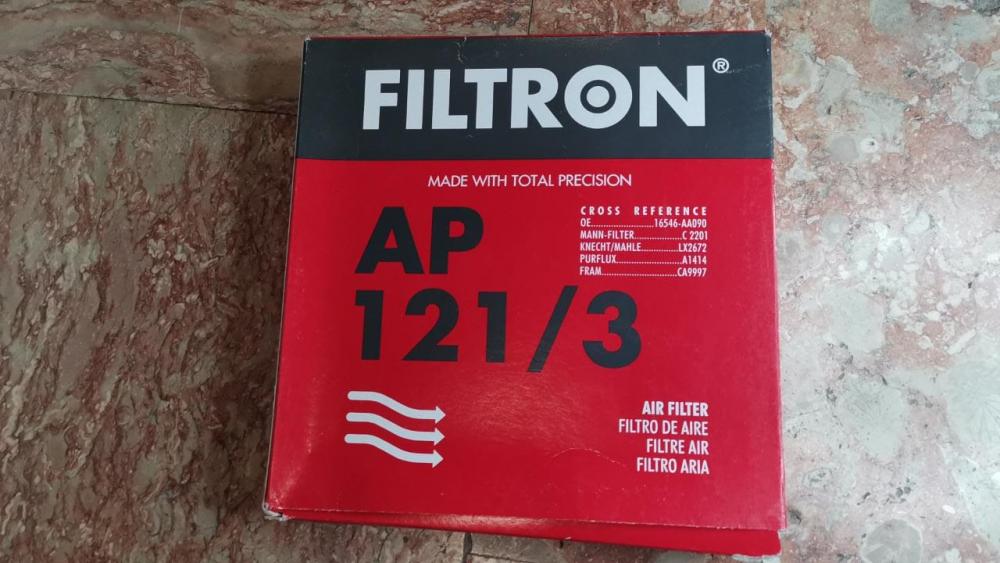 FILTRON®
MADE WITH TOTAL PRECISION
AP
121/3
CROSS REFERENCE
OE......................16546-AA090
MANN-FILTER.................C 2201
KNECHT/MAHLE.............LX2672
PURFLUX.......................A1414
FRAM..........................CA9997
AIR FILTER
FILTRO DE AIRE
FILTRE AIR
FILTRO ARIA